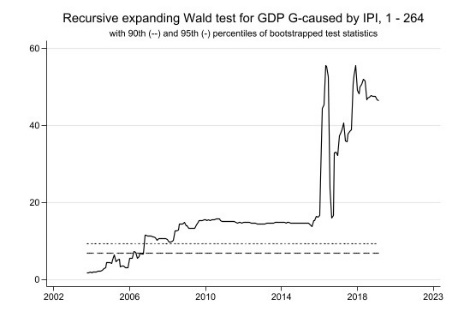 Recursive expanding Wald test for GDP G-caused by IPI, 1 - 264
with 90th (--) and 95th (-) percentiles of bootstrapped test statistics
60
40
20
0
2002 2006 2010 2014 2018 2023